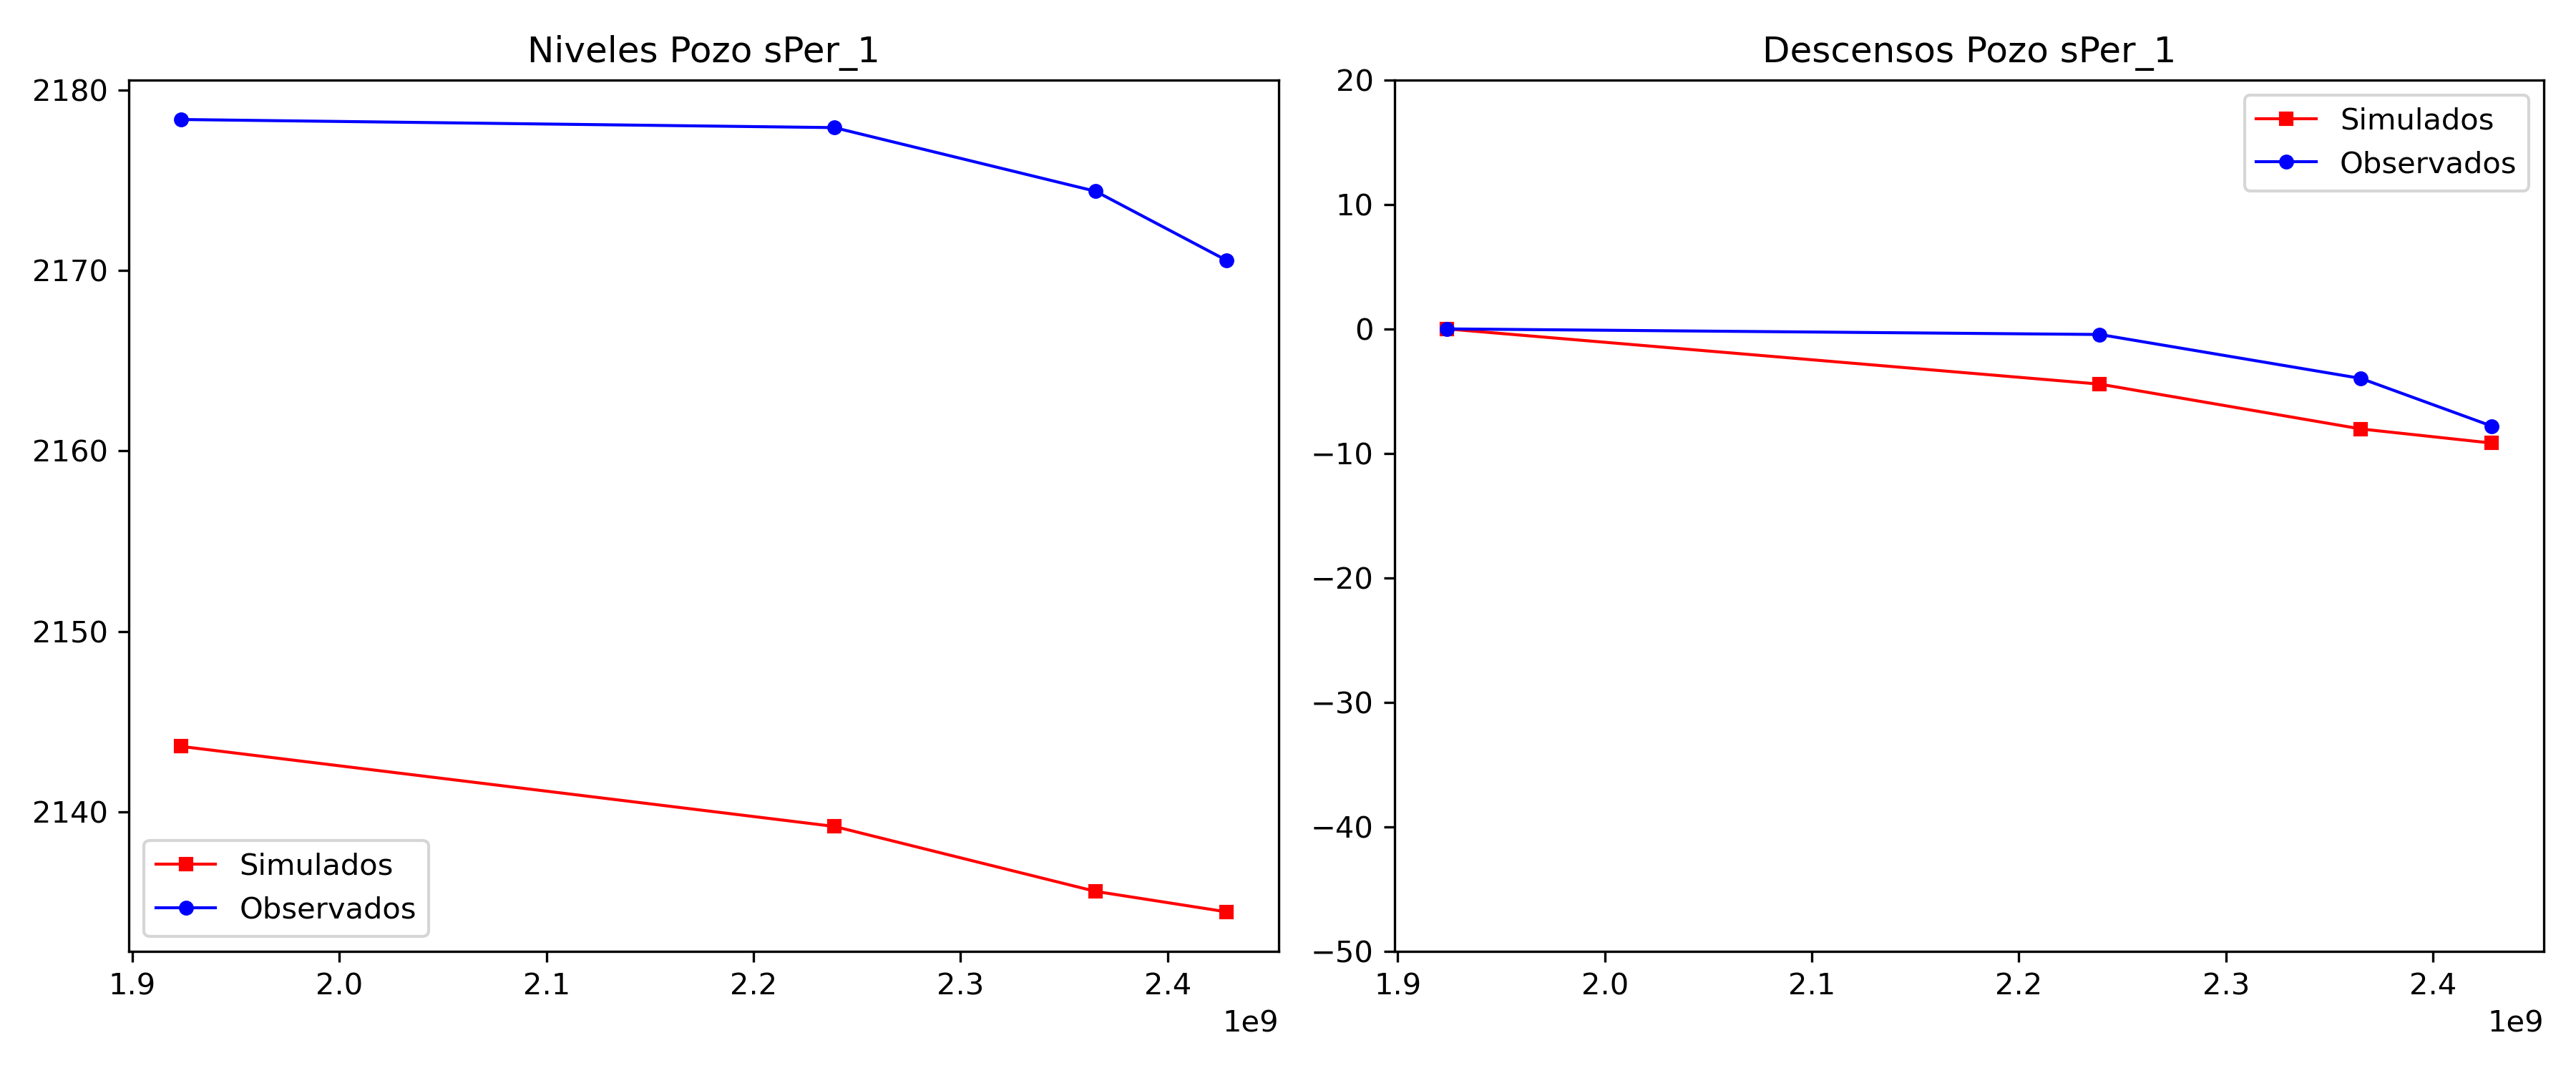 Niveles Pozo sPer_1
2180
2170
2160
2150
2140
Simulados
Observados
1.9 2.0 2.1 2.2 2.3 2.4
1e9
Descensos Pozo sPer_1
20
10
0
−10
−20
−30
−40
−50
Simulados
Observados
1.9 2.0 2.1 2.2 2.3 2.4
1e9